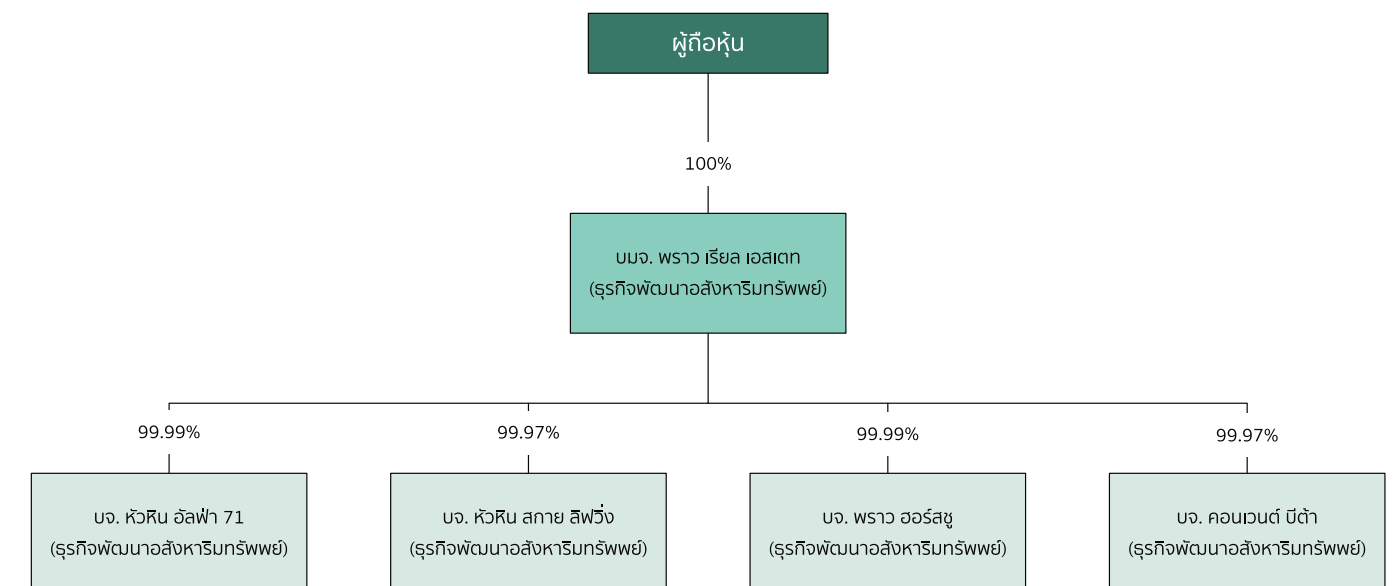 ผู้ถือหุ้น
100%
บมจ. พราว เรียล เอสเตท
(ธุรกิจพัฒนาอสังหาริมทรัพพย์)
99.99%
99.97%
99.99%
99.97%
บจ. หัวหิน อัลฟ่า 71
(ธุรกิจพัฒนาอสังหาริมทรัพพย์)
บจ. หัวหิน สกาย ลิฟวิ่ง
(ธุรกิจพัฒนาอสังหาริมทรัพพย์)
บจ. พราว ฮอร์สชู
(ธุรกิจพัฒนาอสังหาริมทรัพพย์)
บจ. คอนเวนต์ บีต้า
(ธุรกิจพัฒนาอสังหาริมทรัพพย์)